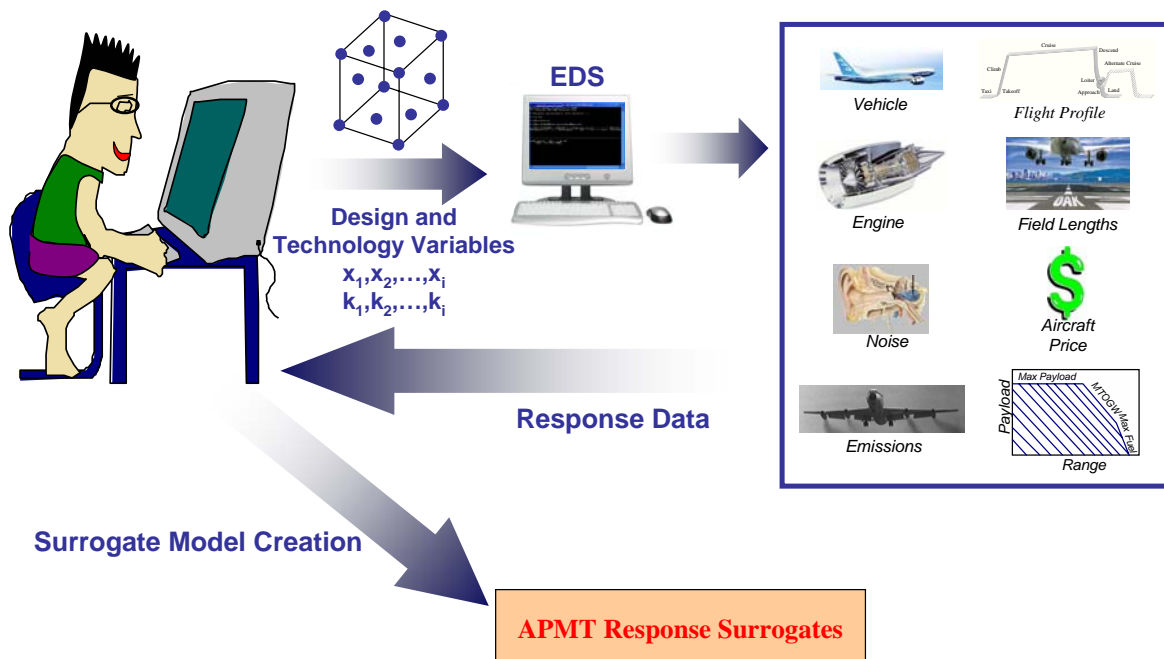 EDS
Design and
Technology Variables
x1,x2,…,xi
k1,k2,…,ki
Response Data
Surrogate Model Creation
APMT Response Surrogates
Vehicle
Cruise
Descend
Climb
Alternate Cruise
Loiter
Taxi
Takeoff
Approach
Land
Flight Profile
Engine
OAK
Field Lengths
Noise
Aircraft
Price
$
Emissions
Max Payload
MTOGW
Max Fuel
Payload
Range